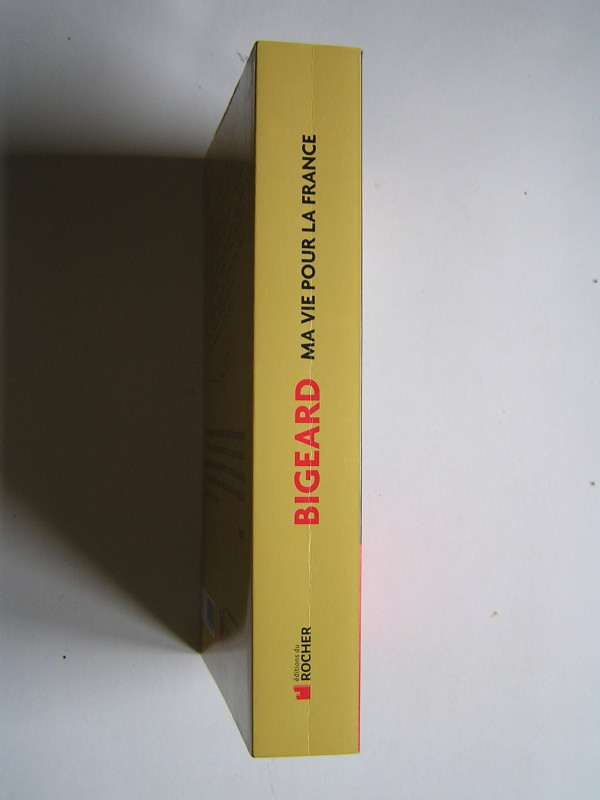 BIGEARD MA VIE POUR LA FRANCE
éditions du
ROCHER